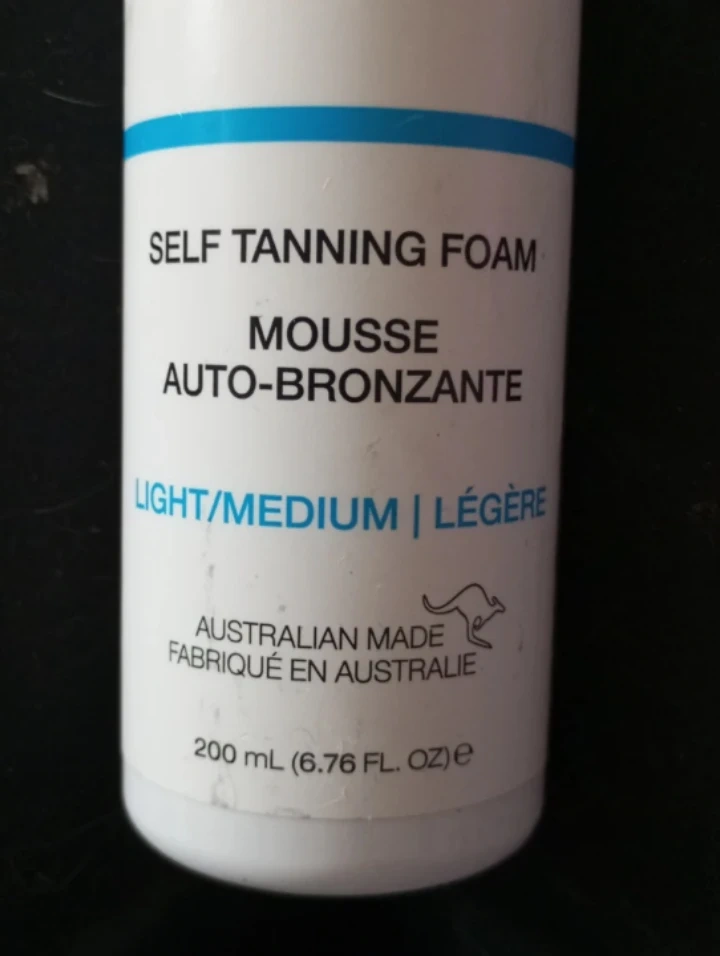 SELF TANNING FOAM
MOUSSE
AUTO-BRONZANTE
LIGHT/MEDIUM | LÉGÈRE
AUSTRALIAN MADE
FABRIQUÉ EN AUSTRALIE
200 mL (6.76 FL. OZ) ℮